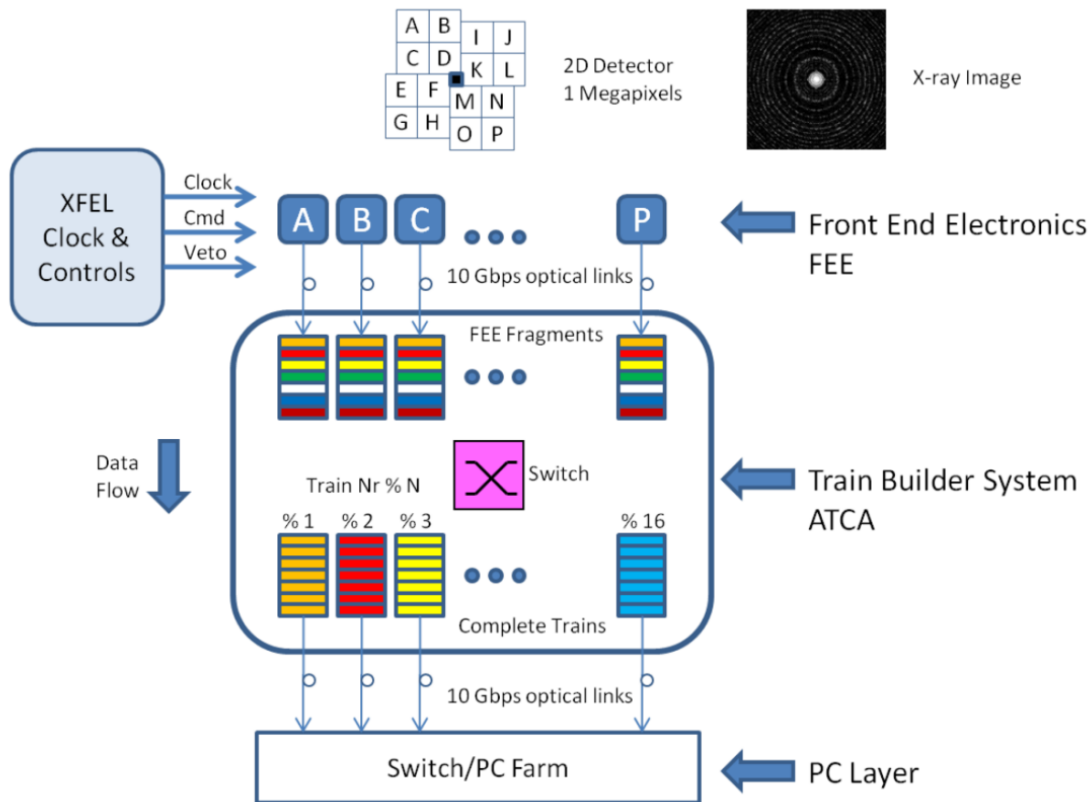 A B
I J
C D
K L
E F
M N
G H
O P
2D Detector
1 Megapixels
X-ray Image
XFEL
Clock &
Controls
Clock
Cmd
Veto
A B C P
Front End Electronics
FEE
10 Gbps optical links
FEE Fragments
Data
Flow
Switch
Train Nr % N
Train Builder System
ATCA
% 1 % 2 % 3 % 16
Complete Trains
10 Gbps optical links
Switch/PC Farm
PC Layer